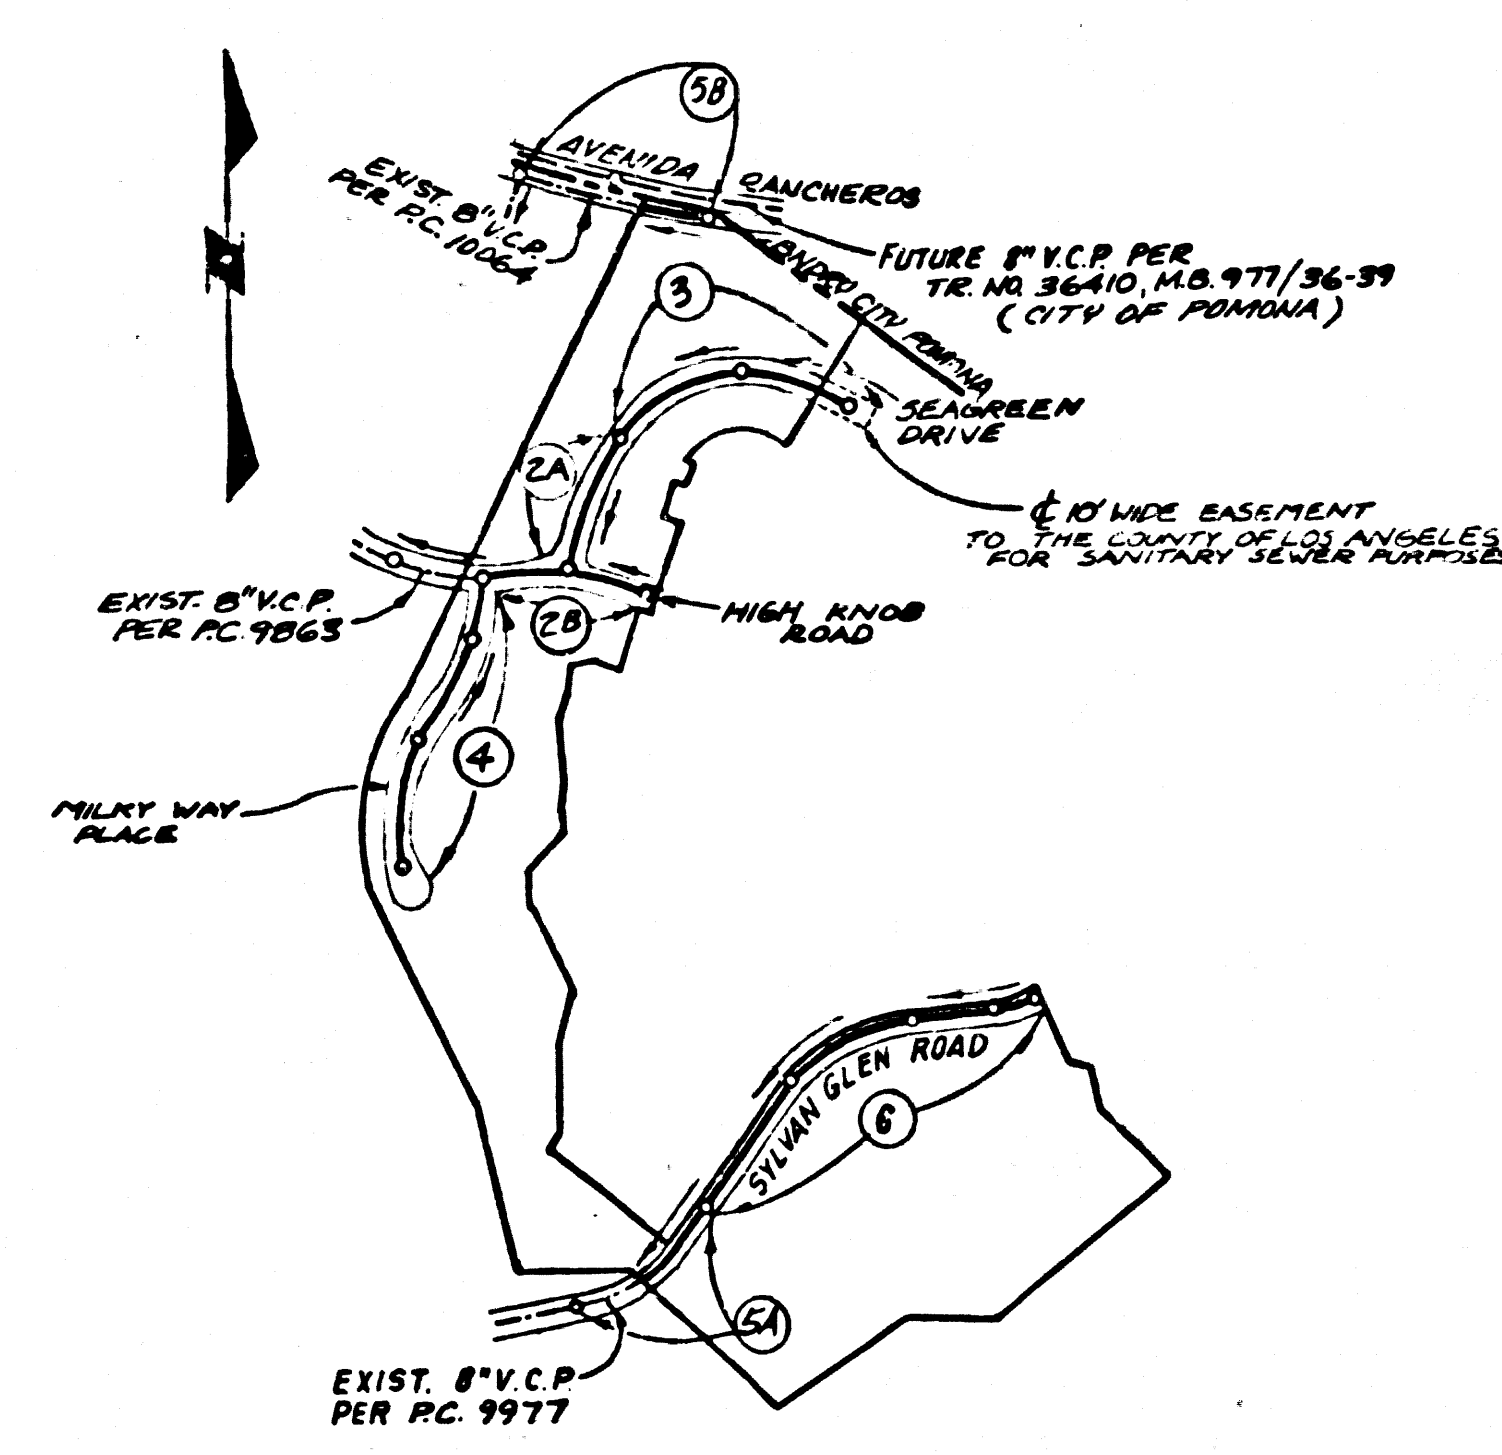 5B
AVENIDA RANCHEROS
EXIST. 8" V.C.P.
PER P.C. 10064
FUTURE 8" V.C.P. PER
TR. NO. 36410, M.B. 977/36-39
(CITY OF POMONA)
3
CITY POMONA
SEAGREEN
DRIVE
2A
℄ 10' WIDE EASEMENT
TO THE COUNTY OF LOS ANGELES
FOR SANITARY SEWER PURPOSES
EXIST. 8" V.C.P.
PER P.C. 9863
2B
HIGH KNOB
ROAD
4
MILKY WAY
PLACE
SYLVAN GLEN ROAD
6
5A
EXIST. 8" V.C.P.
PER P.C. 9977